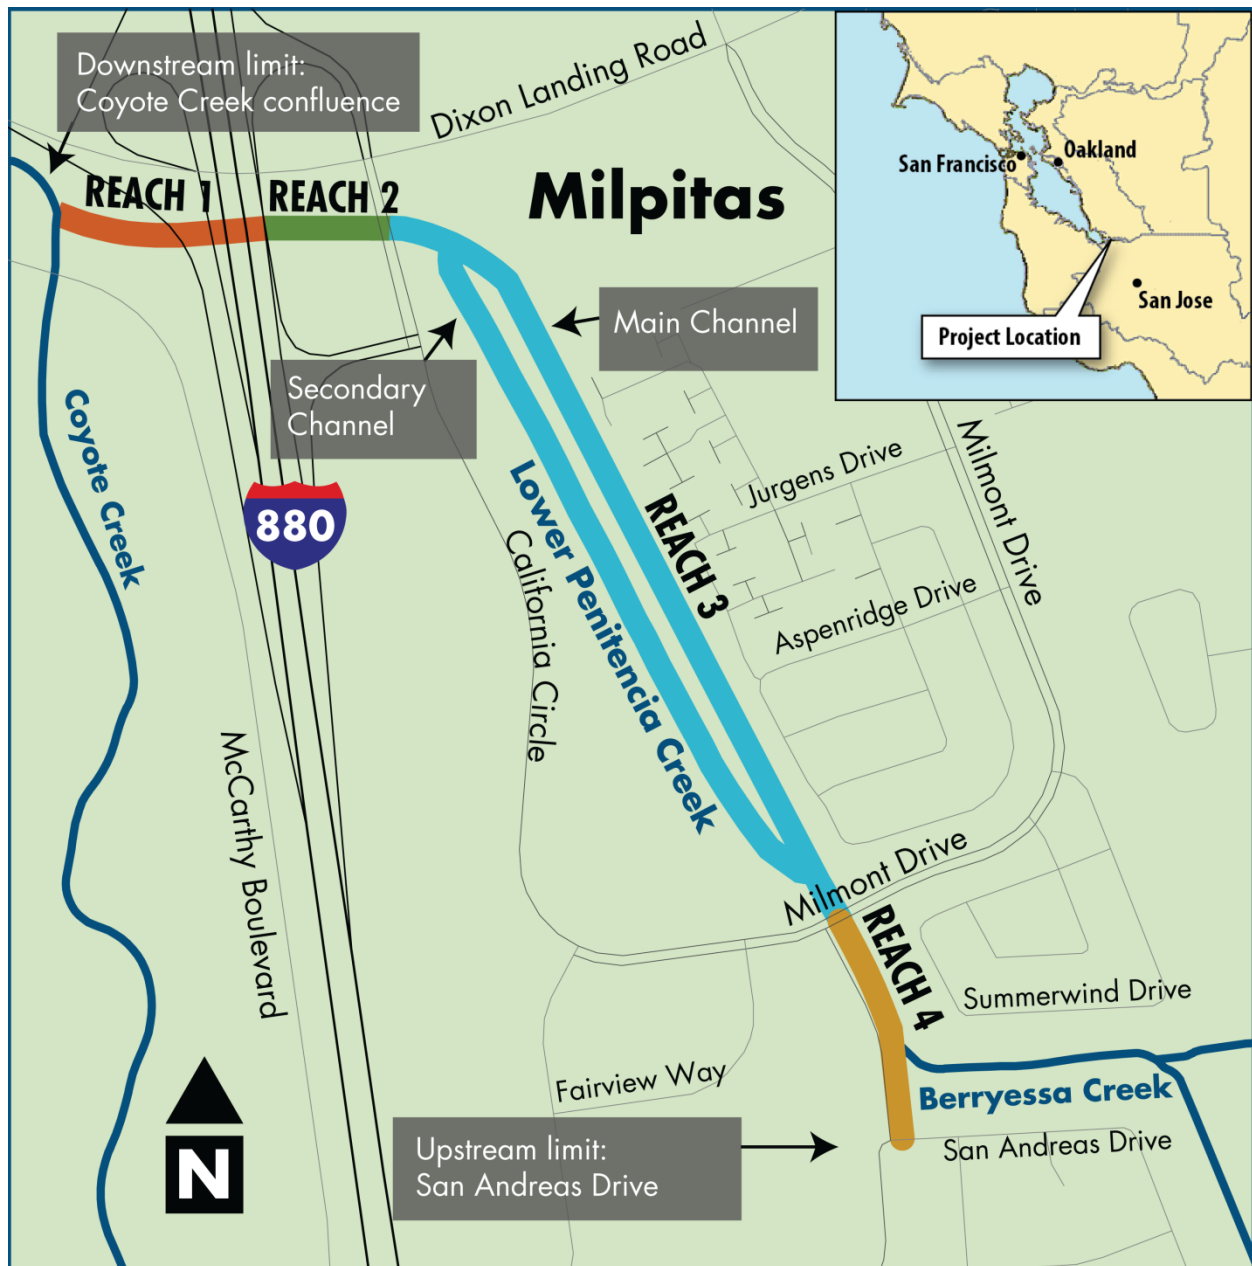 Downstream limit:
Coyote Creek confluence
Dixon Landing Road
San Francisco
Oakland
REACH 1
REACH 2
Milpitas
San Jose
Project Location
Main Channel
Secondary
Channel
Coyote Creek
880
Lower Penitencia Creek
California Circle
REACH 3
Jurgens Drive
Milmont Drive
Aspenridge Drive
McCarthy Boulevard
Milmont Drive
REACH 4
Summerwind Drive
Fairview Way
Berryessa Creek
Upstream limit:
San Andreas Drive
San Andreas Drive
N